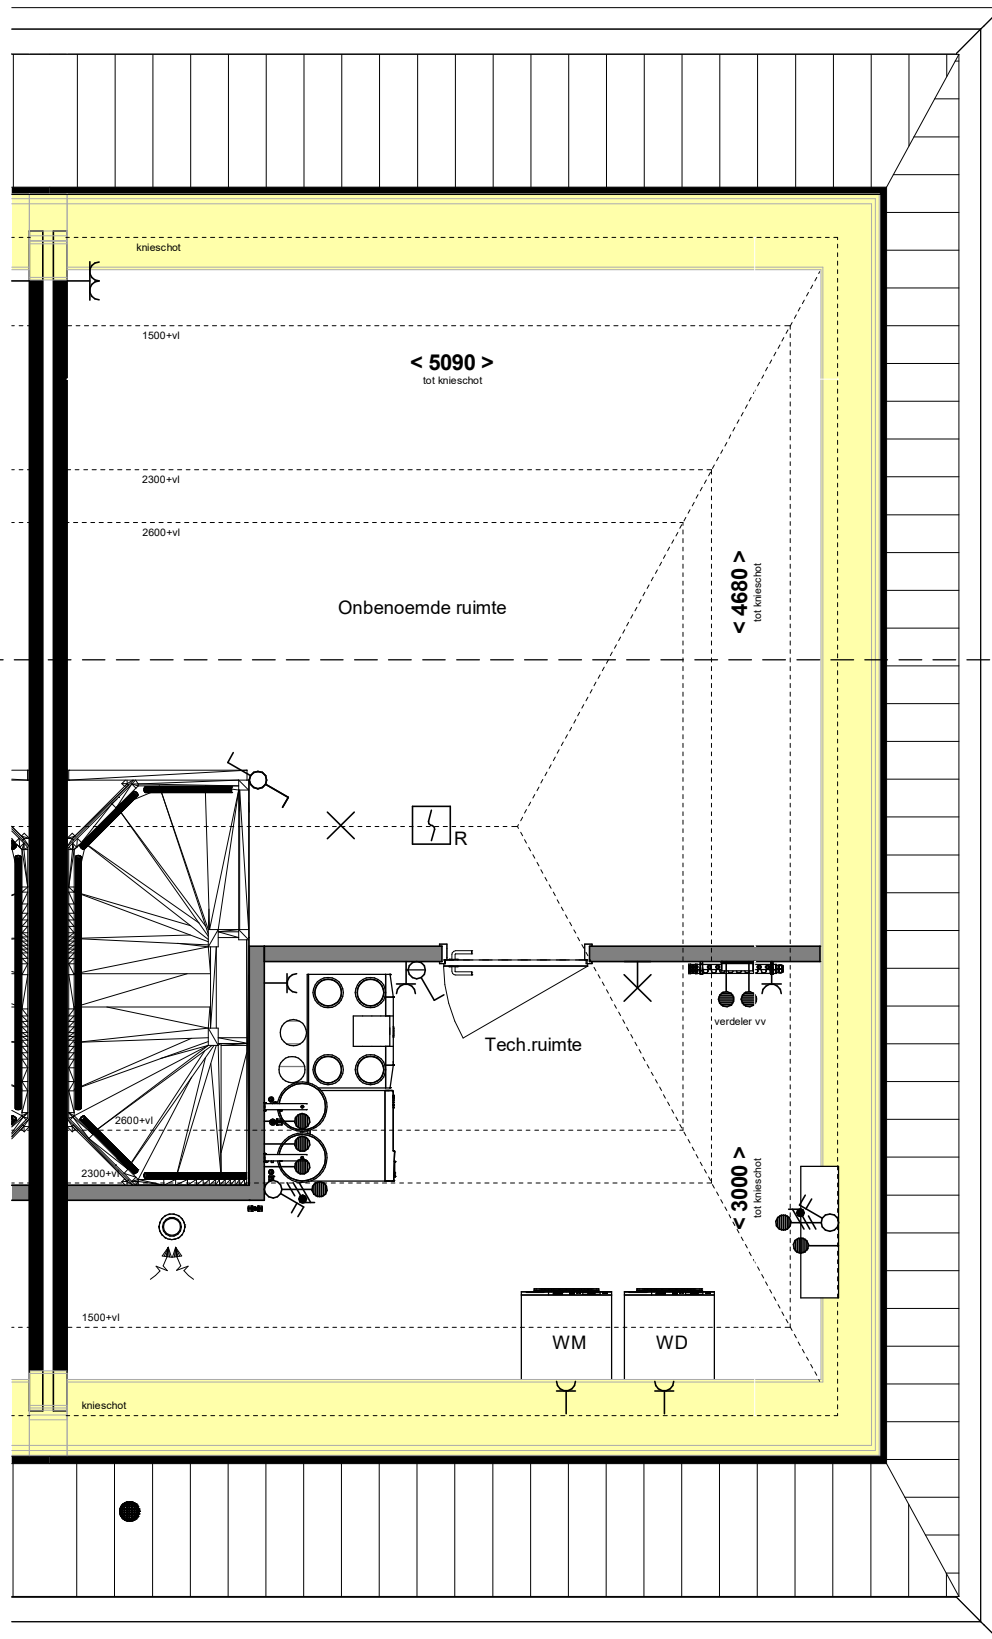 knieschot
1500+vl
< 5090 >
tot knieschot
2300+vl
2600+vl
< 4680 >
tot knieschot
Onbenoemde ruimte
R
verdeler vv
Tech.ruimte
2600+vl
2300+vl
< 3000 >
tot knieschot
1500+vl
WM
WD
knieschot